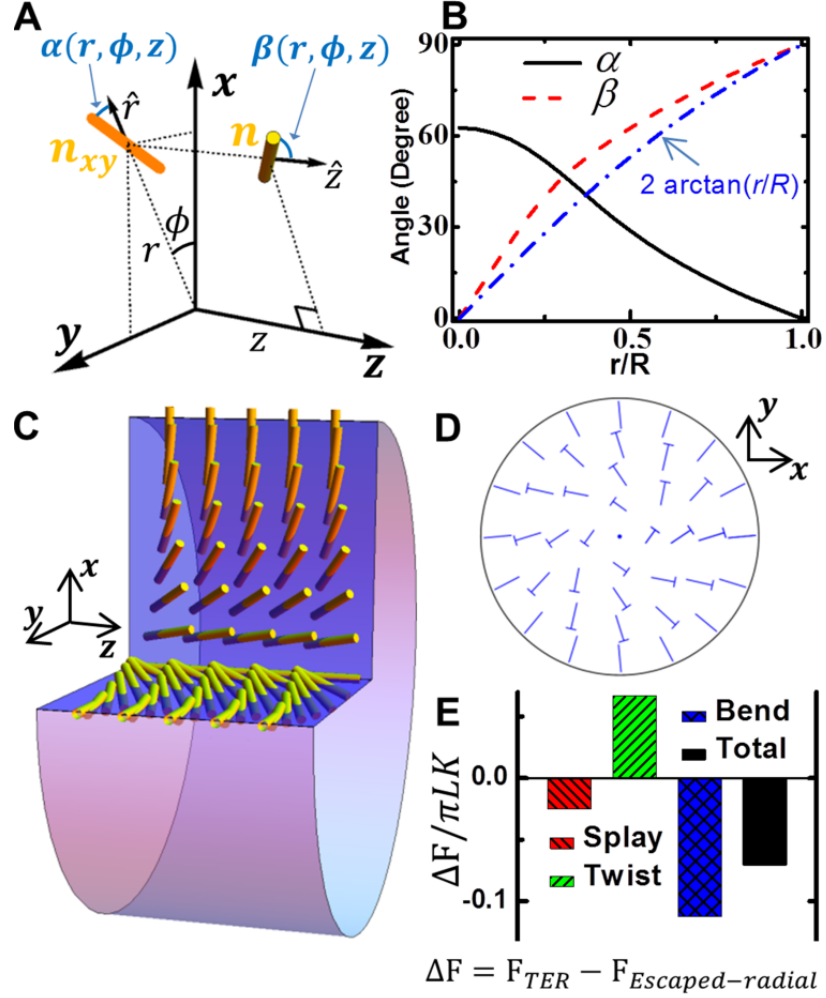 A
α(r, ϕ, z)
β(r, ϕ, z)
x
r̂
n
n_xy
ẑ
ϕ
r
y
z
z
B
90
α
β
60
2 arctan(r/R)
30
0
Angle (Degree)
0.0
0.5
1.0
r/R
C
x
y
z
D
y
x
E
Bend
Total
0.0
Splay
Twist
-0.1
ΔF/πLK
ΔF = F_TER − F_Escaped−radial